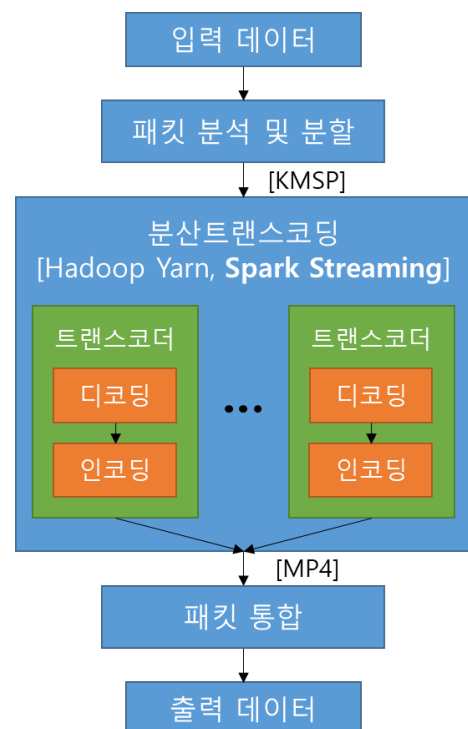 입력 데이터
패킷 분석 및 분할
[KMSP]
분산트랜스코딩
[Hadoop Yarn, Spark Streaming]
트랜스코더
디코딩
인코딩
...
트랜스코더
디코딩
인코딩
[MP4]
패킷 통합
출력 데이터